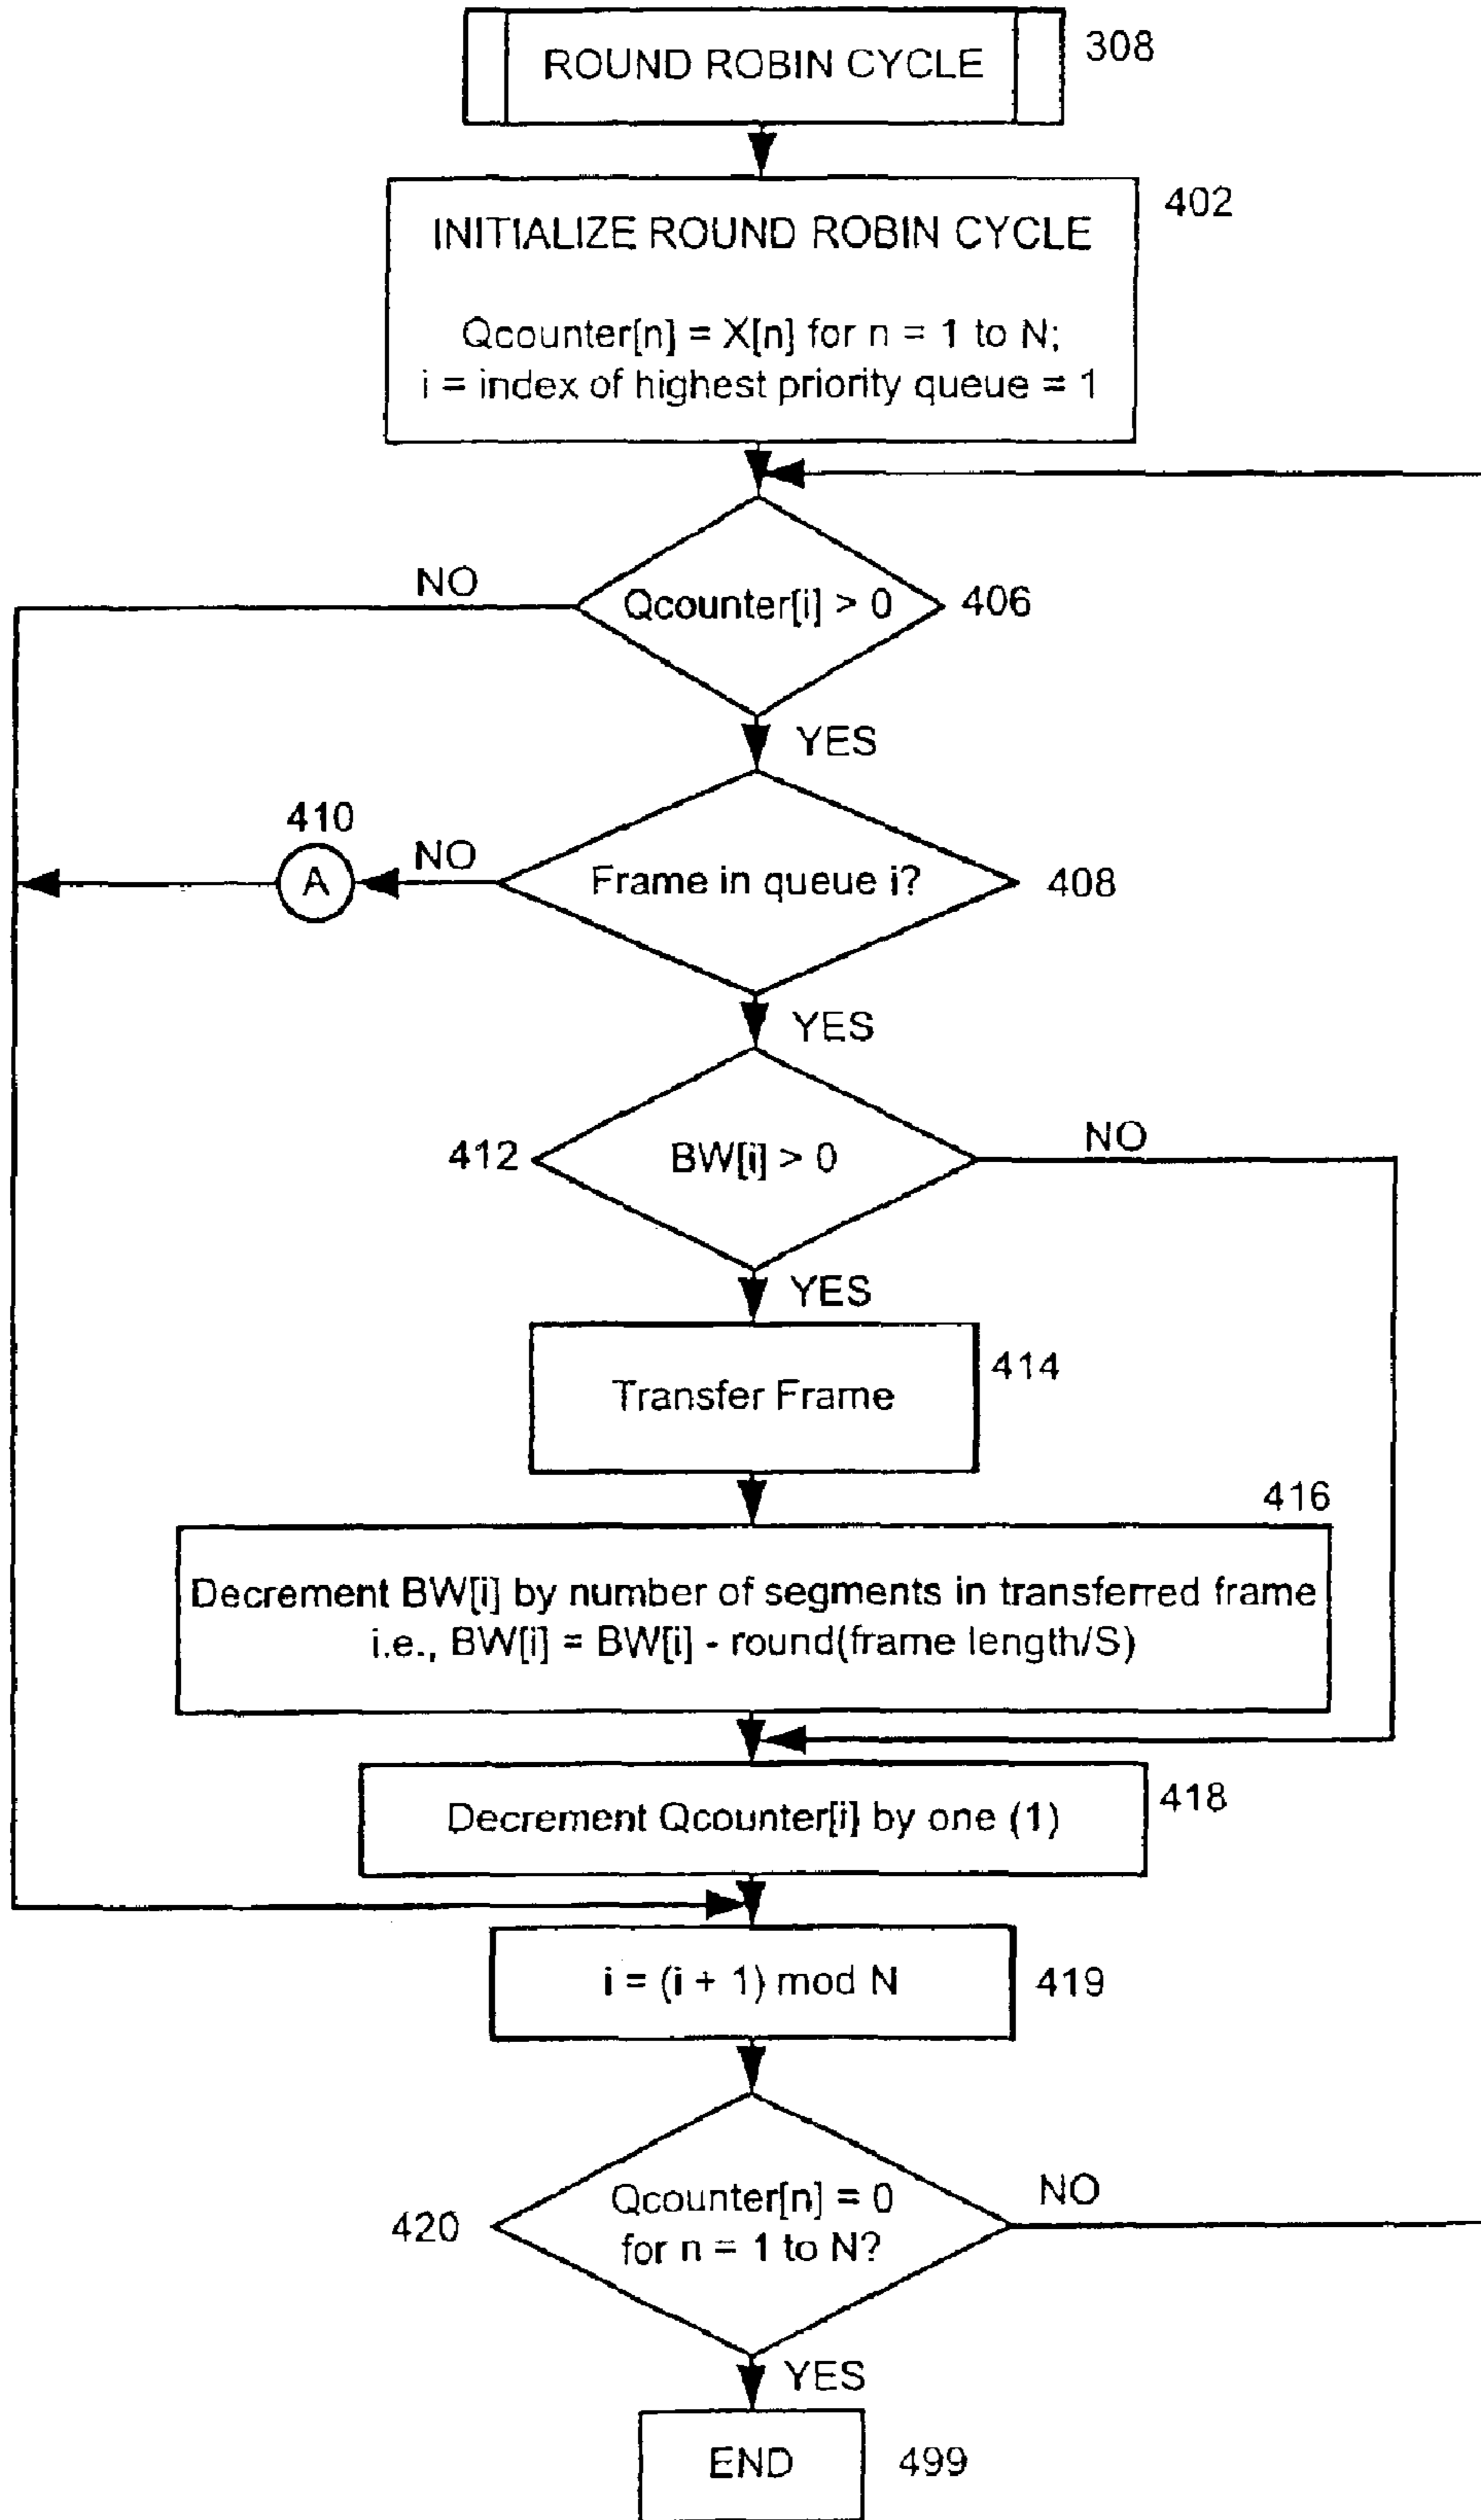 ROUND ROBIN CYCLE
308
INITIALIZE ROUND ROBIN CYCLE
402
Qcounter[n] = X[n] for n = 1 to N;
i = index of highest priority queue = 1
NO
Qcounter[i] > 0
406
YES
410
A
NO
Frame in queue i?
408
YES
412
BW[i] > 0
NO
YES
Transfer Frame
414
416
Decrement BW[i] by number of segments in transferred frame
i.e., BW[i] = BW[i] - round(frame length/S)
Decrement Qcounter[i] by one (1)
418
i = (i + 1) mod N
419
420
Qcounter[n] = 0
for n = 1 to N?
NO
YES
END
499